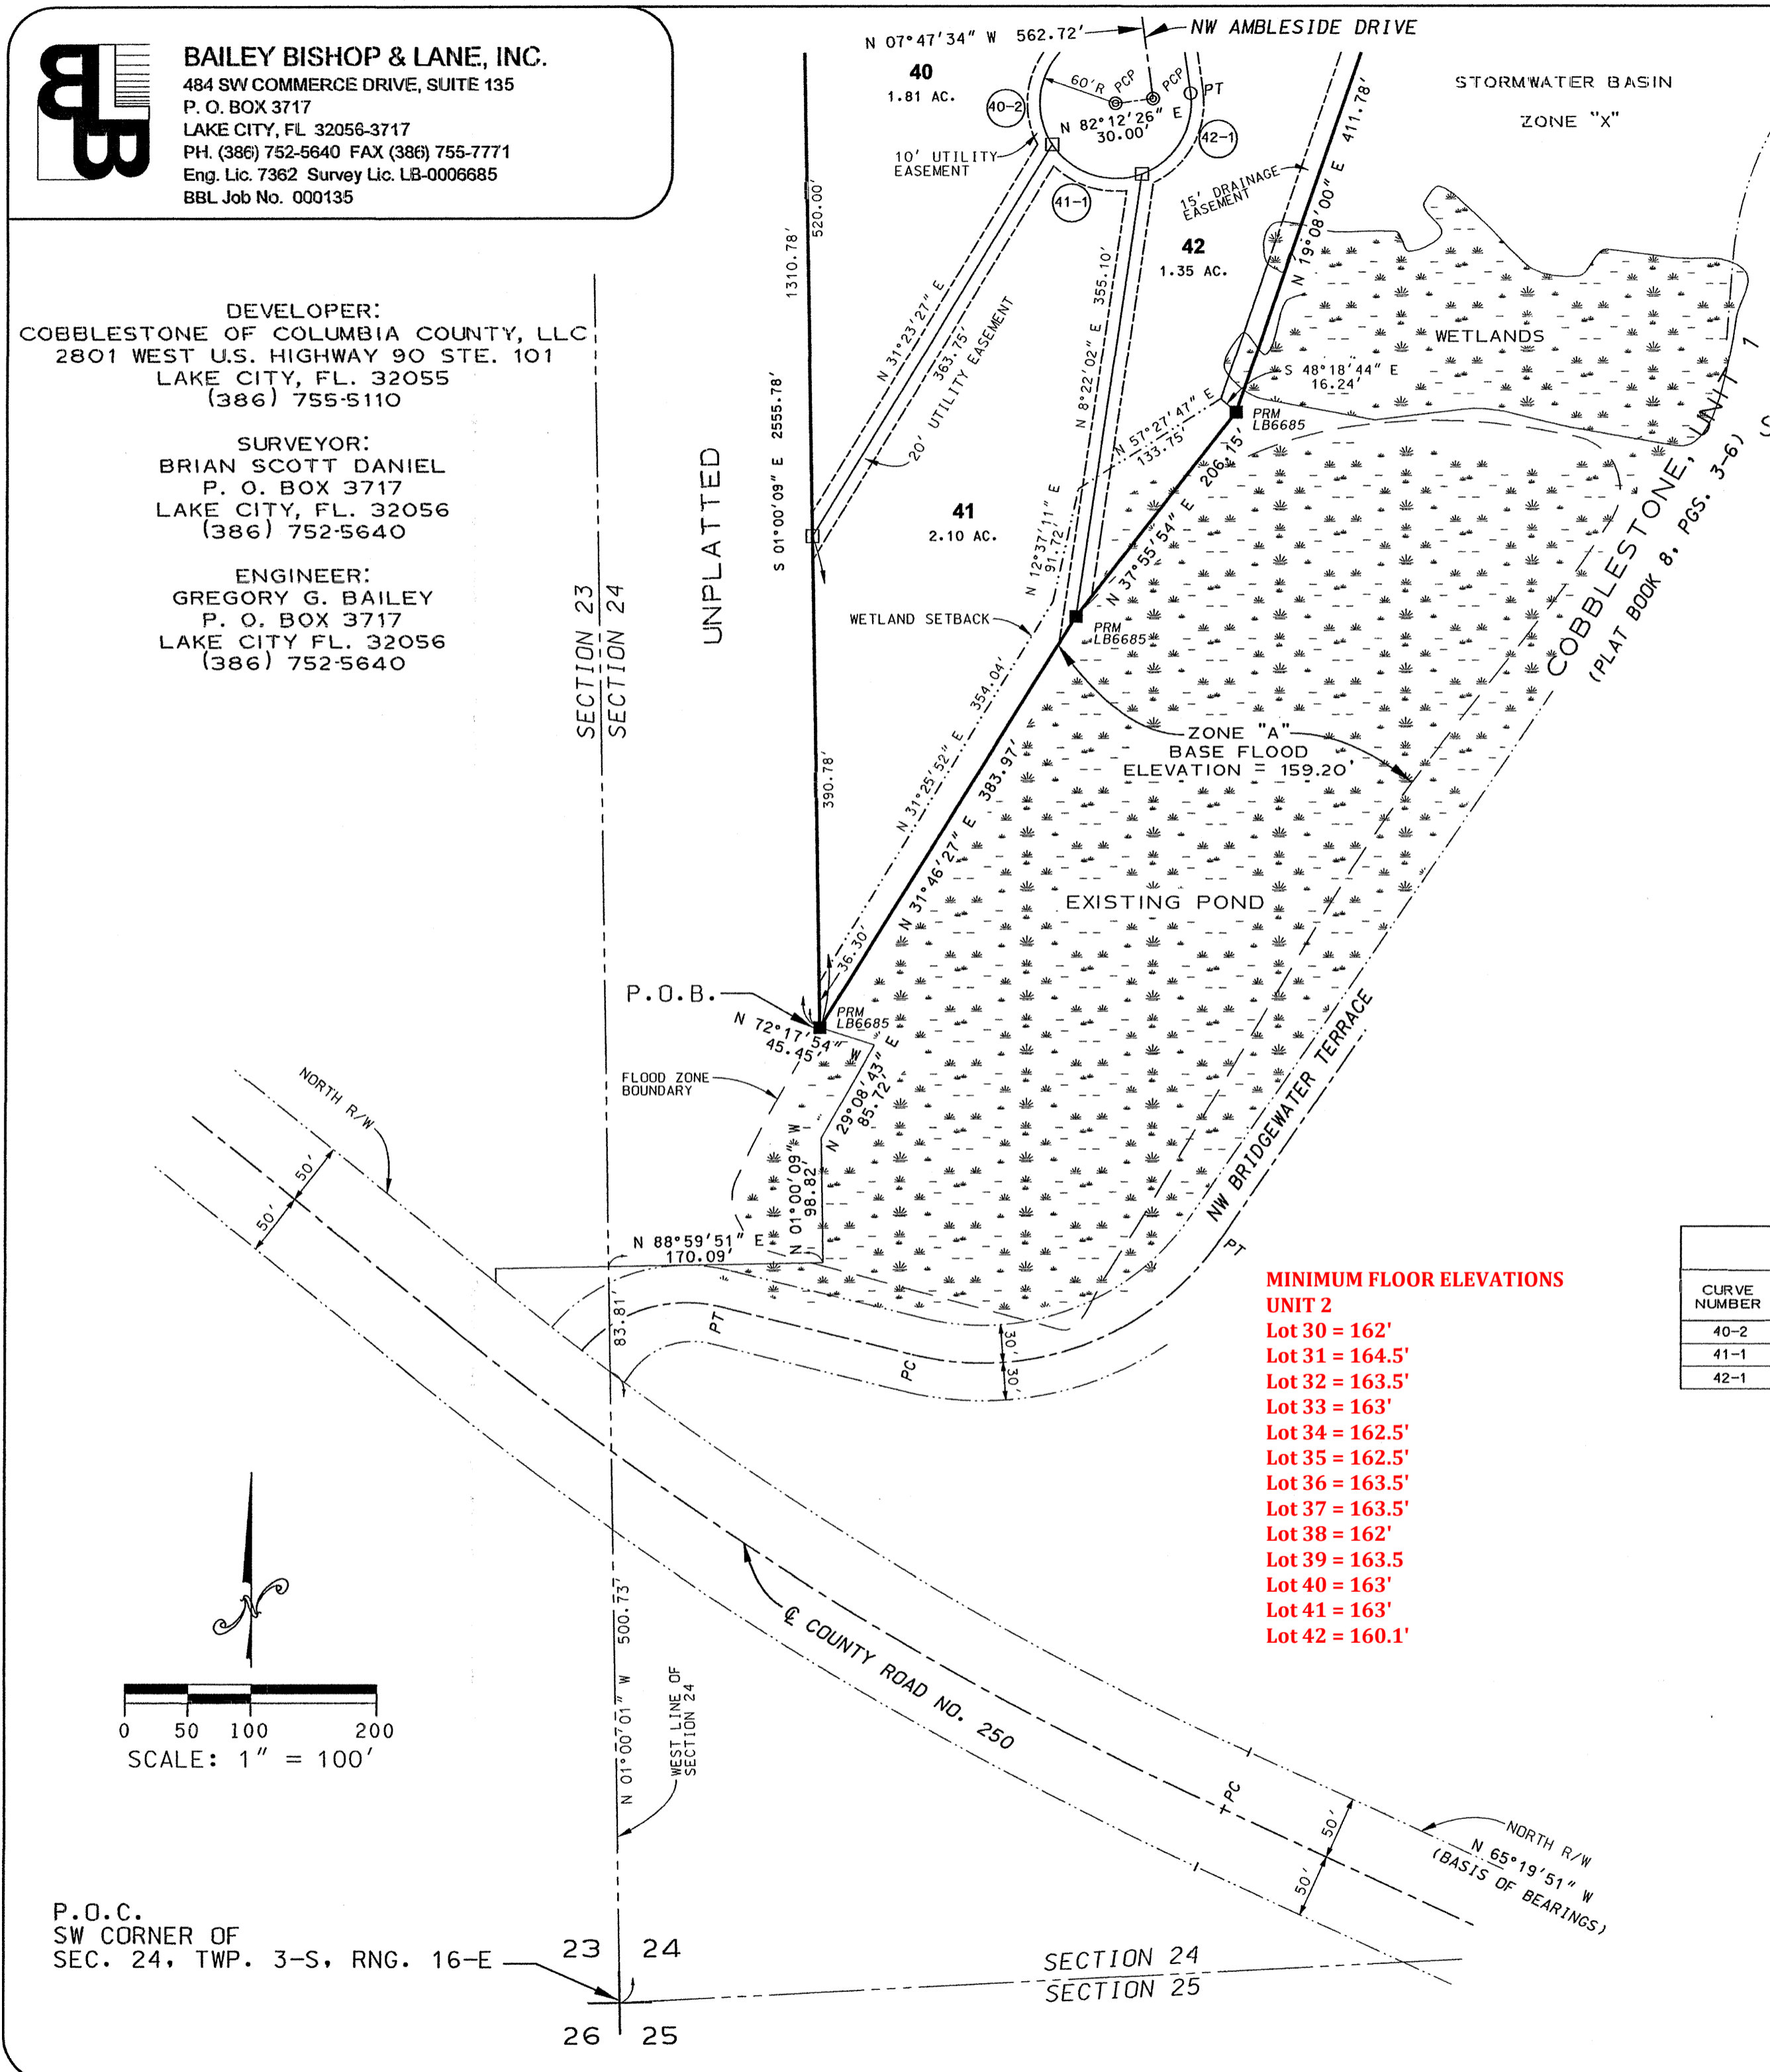 BLB
BAILEY BISHOP & LANE, INC.
484 SW COMMERCE DRIVE, SUITE 135
P. O. BOX 3717
LAKE CITY, FL 32056-3717
PH. (386) 752-5640 FAX (386) 755-7771
Eng. Lic. 7362 Survey Lic. LB-0006685
BBL Job No. 000135
DEVELOPER:
COBBLESTONE OF COLUMBIA COUNTY, LLC
2801 WEST U.S. HIGHWAY 90 STE. 101
LAKE CITY, FL. 32055
(386) 755-5110
SURVEYOR:
BRIAN SCOTT DANIEL
P. O. BOX 3717
LAKE CITY, FL. 32056
(386) 752-5640
ENGINEER:
GREGORY G. BAILEY
P. O. BOX 3717
LAKE CITY FL. 32056
(386) 752-5640
N 07°47'34" W 562.72'
NW AMBLESIDE DRIVE
40
1.81 AC.
40-2
60'R
PCP
PCP
PT
N 82°12'26" E
30.00'
42-1
41-1
10' UTILITY
EASEMENT
15' DRAINAGE
EASEMENT
N 19°08'00" E 411.78'
STORMWATER BASIN
ZONE "X"
42
1.35 AC.
1310.78'
520.00'
S 01°00'09" E 2555.78'
UNPLATTED
N 31°23'27" E
363.75'
20' UTILITY EASEMENT
N 8°22'02" E 355.10'
WETLANDS
S 48°18'44" E
16.24'
PRM
LB6685
N 57°27'47" E
133.75'
N 37°55'54" E 206.15'
41
2.10 AC.
N 12°37'11" E
91.72'
WETLAND SETBACK
PRM
LB6685
COBBLESTONE, UNIT 1
(PLAT BOOK 8, PGS. 3-6)
SECTION 23
SECTION 24
N 31°25'52" E 354.04'
ZONE "A"
BASE FLOOD
ELEVATION = 159.20'
390.78'
N 31°46'27" E 383.97'
EXISTING POND
36.30'
P.O.B.
PRM
LB6685
N 72°17'54" W
45.45'
FLOOD ZONE
BOUNDARY
N 29°08'43" E
85.72'
N 01°00'09" W
98.82'
N 88°59'51" E
170.09'
NORTH R/W
50'
50'
83.81'
PT
PC
30'
30'
NW BRIDGEWATER TERRACE
PT
MINIMUM FLOOR ELEVATIONS
UNIT 2
Lot 30 = 162'
Lot 31 = 164.5'
Lot 32 = 163.5'
Lot 33 = 163'
Lot 34 = 162.5'
Lot 35 = 162.5'
Lot 36 = 163.5'
Lot 37 = 163.5'
Lot 38 = 162'
Lot 39 = 163.5
Lot 40 = 163'
Lot 41 = 163'
Lot 42 = 160.1'
CURVE
NUMBER
40-2
41-1
42-1
N
0 50 100 200
SCALE: 1" = 100'
N 01°00'01" W 500.73'
WEST LINE OF
SECTION 24
℄ COUNTY ROAD NO. 250
PC
50'
50'
NORTH R/W
N 65°19'51" W
(BASIS OF BEARINGS)
P.O.C.
SW CORNER OF
SEC. 24, TWP. 3-S, RNG. 16-E
23 24
26 25
SECTION 24
SECTION 25